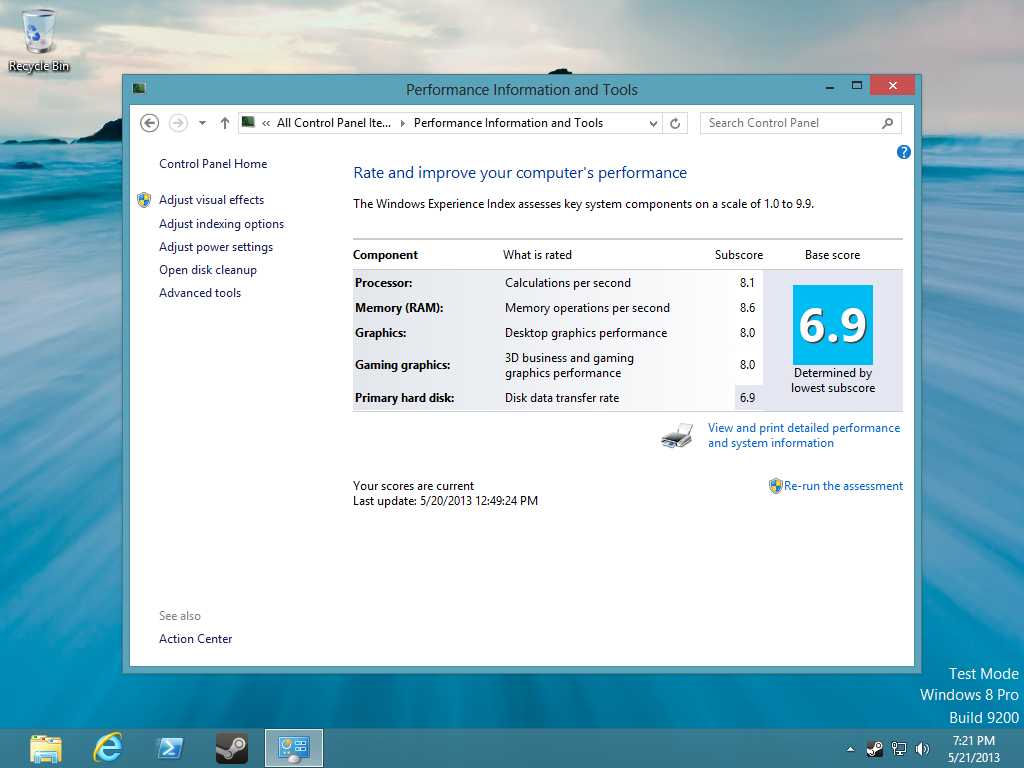 Recycle Bin
Performance Information and Tools
« All Control Panel Ite... Performance Information and Tools
Search Control Panel
Control Panel Home
Adjust visual effects
Adjust indexing options
Adjust power settings
Open disk cleanup
Advanced tools
Rate and improve your computer's performance
The Windows Experience Index assesses key system components on a scale of 1.0 to 9.9.
Component What is rated Subscore Base score
Processor: Calculations per second 8.1
Memory (RAM): Memory operations per second 8.6
Graphics: Desktop graphics performance 8.0
Gaming graphics: 3D business and gaming
graphics performance 8.0
Primary hard disk: Disk data transfer rate 6.9
6.9
Determined by
lowest subscore
View and print detailed performance
and system information
Your scores are current
Last update: 5/20/2013 12:49:24 PM
Re-run the assessment
See also
Action Center
Test Mode
Windows 8 Pro
Build 9200
7:21 PM
5/21/2013